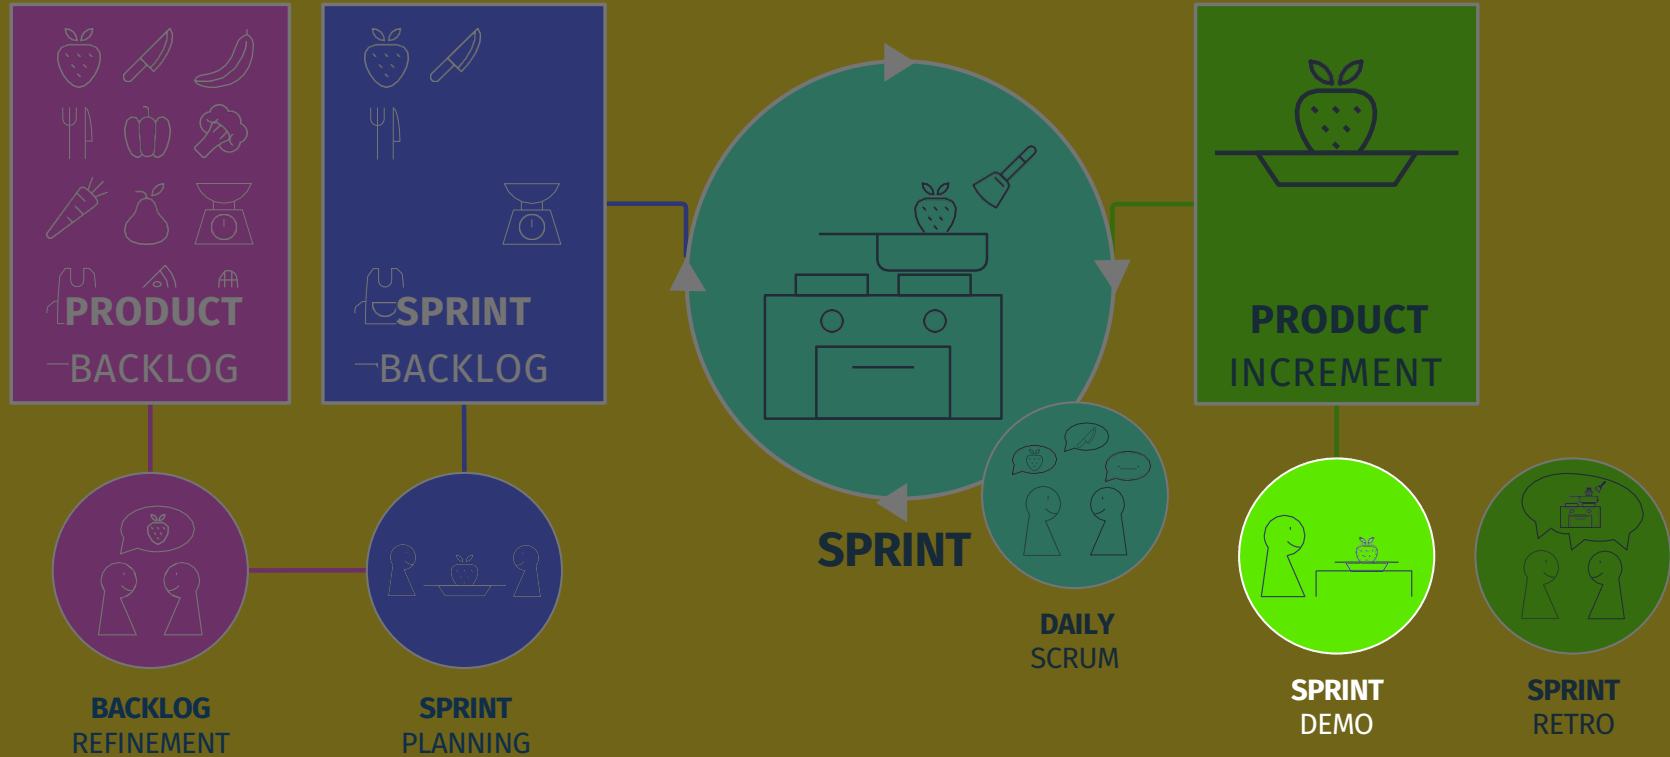 PRODUCT
BACKLOG
SPRINT
BACKLOG
PRODUCT
INCREMENT
SPRINT
DAILY
SCRUM
BACKLOG
REFINEMENT
SPRINT
PLANNING
SPRINT
DEMO
SPRINT
RETRO